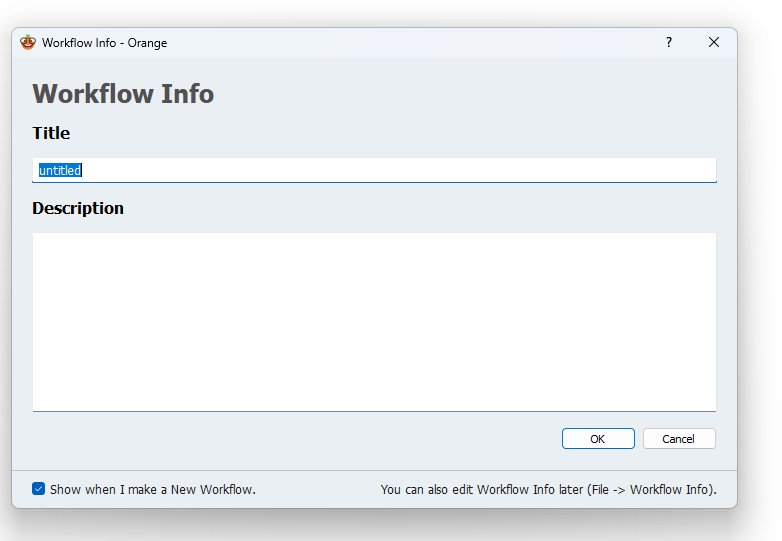 Workflow Info - Orange
?
Workflow Info
Title
untitled
Description
OK Cancel
Show when I make a New Workflow. You can also edit Workflow Info later (File -> Workflow Info).